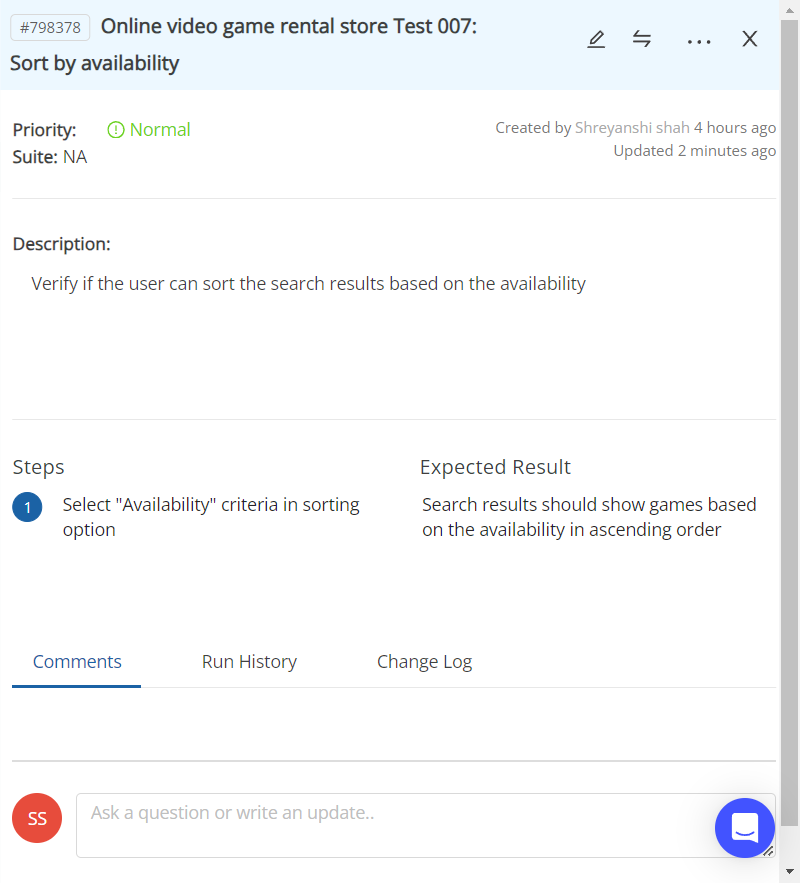 #798378 Online video game rental store Test 007:
Sort by availability
Priority: Normal
Created by Shreyanshi shah 4 hours ago
Suite: NA
Updated 2 minutes ago
Description:
Verify if the user can sort the search results based on the availability
Steps
Expected Result
1 Select "Availability" criteria in sorting
option
Search results should show games based
on the availability in ascending order
Comments
Run History
Change Log
SS
Ask a question or write an update..